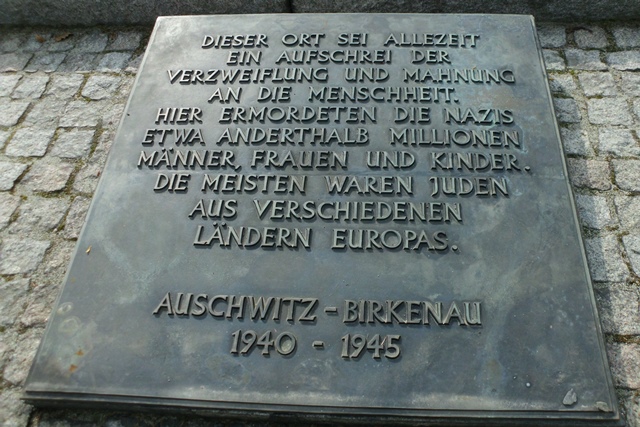 DIESER ORT SEI ALLEZEIT
EIN AUFSCHREI DER
VERZWEIFLUNG UND MAHNUNG
AN DIE MENSCHHEIT.
HIER ERMORDETEN DIE NAZIS
ETWA ANDERTHALB MILLIONEN
MÄNNER, FRAUEN UND KINDER.
DIE MEISTEN WAREN JUDEN
AUS VERSCHIEDENEN
LÄNDERN EUROPAS.
AUSCHWITZ-BIRKENAU
1940 - 1945